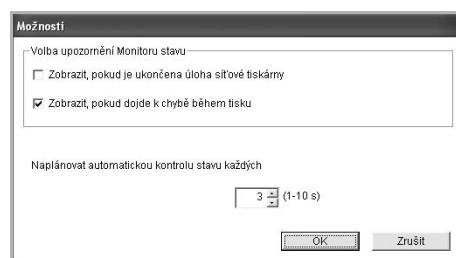 Možnosti
Volba upozornění Monitoru stavu
Zobrazit, pokud je ukončena úloha síťové tiskárny
Zobrazit, pokud dojde k chybě během tisku
Naplánovat automatickou kontrolu stavu každých
3 (1-10 s)
OK Zrušit